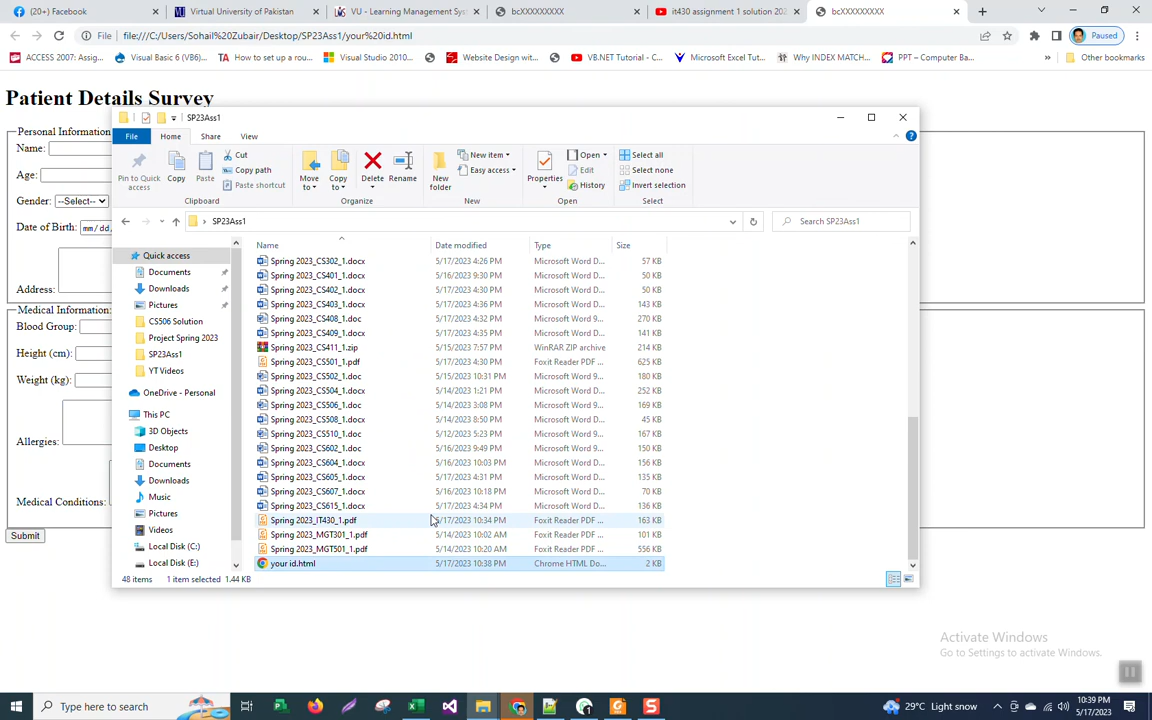 (20+) Facebook
Virtual University of Pakistan
VU - Learning Management Sys
bcXXXXXXXXX
it430 assignment 1 solution 202
bcXXXXXXXXX
File
file:///C:/Users/Sohail%20Zubair/Desktop/SP23Ass1/your%20id.html
Paused
ACCESS 2007: Assig...
Visual Basic 6 (VB6)...
How to set up a rou...
Visual Studio 2010...
Website Design wit...
VB.NET Tutorial - C...
Microsoft Excel Tut...
Why INDEX MATCH...
PPT – Computer Ba...
»
Other bookmarks
Patient Details Survey
Personal Information
Name:
Age:
Gender: --Select--
Date of Birth: mm/dd,
Address:
Medical Information:
Blood Group:
Height (cm):
Weight (kg):
Allergies:
Medical Conditions:
Submit
SP23Ass1
File
Home
Share
View
Pin to Quick access
Copy
Paste
Cut
Copy path
Paste shortcut
Clipboard
Move to
Copy to
Delete
Rename
Organize
New folder
New item
Easy access
New
Properties
Open
Edit
History
Open
Select all
Select none
Invert selection
Select
SP23Ass1
Search SP23Ass1
Quick access
Documents
Downloads
Pictures
CS506 Solution
Project Spring 2023
SP23Ass1
YT Videos
OneDrive - Personal
This PC
3D Objects
Desktop
Documents
Downloads
Music
Pictures
Videos
Local Disk (C:)
Local Disk (E:)
Name Date modified Type Size
Spring 2023_CS302_1.docx 5/17/2023 4:26 PM Microsoft Word D... 57 KB
Spring 2023_CS401_1.docx 5/16/2023 9:30 PM Microsoft Word D... 50 KB
Spring 2023_CS402_1.docx 5/17/2023 4:30 PM Microsoft Word D... 50 KB
Spring 2023_CS403_1.docx 5/17/2023 4:36 PM Microsoft Word D... 143 KB
Spring 2023_CS408_1.doc 5/17/2023 4:32 PM Microsoft Word 9... 270 KB
Spring 2023_CS409_1.docx 5/17/2023 4:35 PM Microsoft Word D... 141 KB
Spring 2023_CS411_1.zip 5/15/2023 7:57 PM WinRAR ZIP archive 214 KB
Spring 2023_CS501_1.pdf 5/17/2023 4:30 PM Foxit Reader PDF ... 625 KB
Spring 2023_CS502_1.doc 5/15/2023 10:31 PM Microsoft Word 9... 180 KB
Spring 2023_CS504_1.docx 5/14/2023 1:21 PM Microsoft Word D... 252 KB
Spring 2023_CS506_1.doc 5/14/2023 3:08 PM Microsoft Word 9... 169 KB
Spring 2023_CS508_1.docx 5/14/2023 8:50 PM Microsoft Word D... 45 KB
Spring 2023_CS510_1.doc 5/12/2023 5:23 PM Microsoft Word 9... 167 KB
Spring 2023_CS602_1.doc 5/16/2023 9:49 PM Microsoft Word 9... 150 KB
Spring 2023_CS604_1.docx 5/16/2023 10:03 PM Microsoft Word D... 156 KB
Spring 2023_CS605_1.docx 5/17/2023 4:31 PM Microsoft Word D... 135 KB
Spring 2023_CS607_1.docx 5/16/2023 10:18 PM Microsoft Word D... 70 KB
Spring 2023_CS615_1.docx 5/17/2023 4:34 PM Microsoft Word D... 136 KB
Spring 2023_IT430_1.pdf 5/17/2023 10:34 PM Foxit Reader PDF ... 163 KB
Spring 2023_MGT301_1.pdf 5/14/2023 10:02 AM Foxit Reader PDF ... 101 KB
Spring 2023_MGT501_1.pdf 5/14/2023 10:20 AM Foxit Reader PDF ... 556 KB
your id.html 5/17/2023 10:38 PM Chrome HTML Do... 2 KB
48 items 1 item selected 1.44 KB
Activate Windows
Go to Settings to activate Windows.
Type here to search
29°C Light snow
10:39 PM
5/17/2023